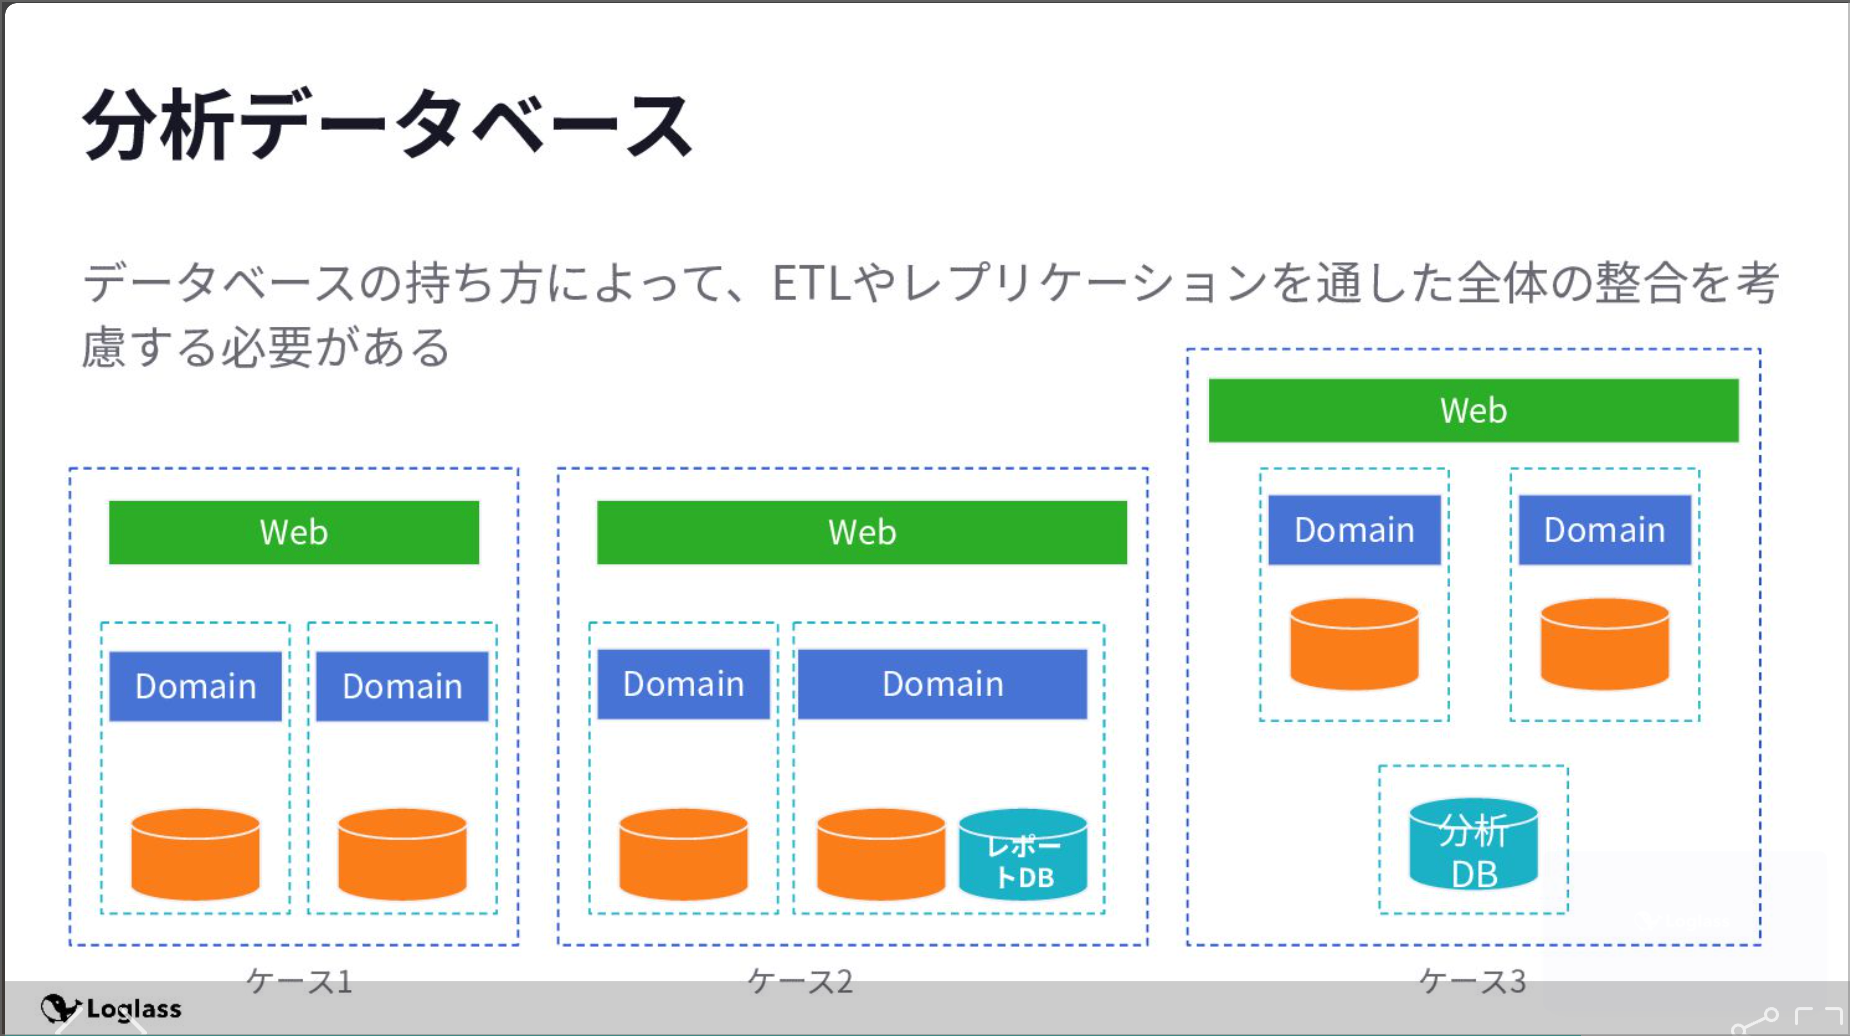 分析データベース
データベースの持ち方によって、ETLやレプリケーションを通した全体の整合を考
慮する必要がある
Web
Domain
Domain
ケース1
Web
Domain
Domain
レポー
トDB
ケース2
Web
Domain
Domain
分析
DB
ケース3
Loglass